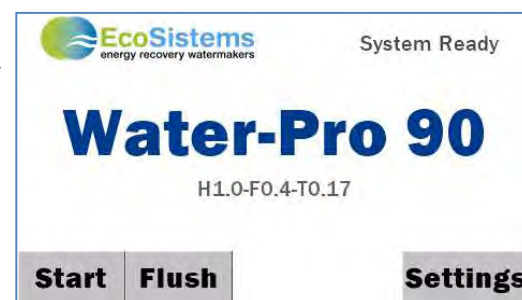 EcoSistems
energy recovery watermakers
System Ready
Water-Pro 90
H1.0-F0.4-T0.17
Start Flush Settings